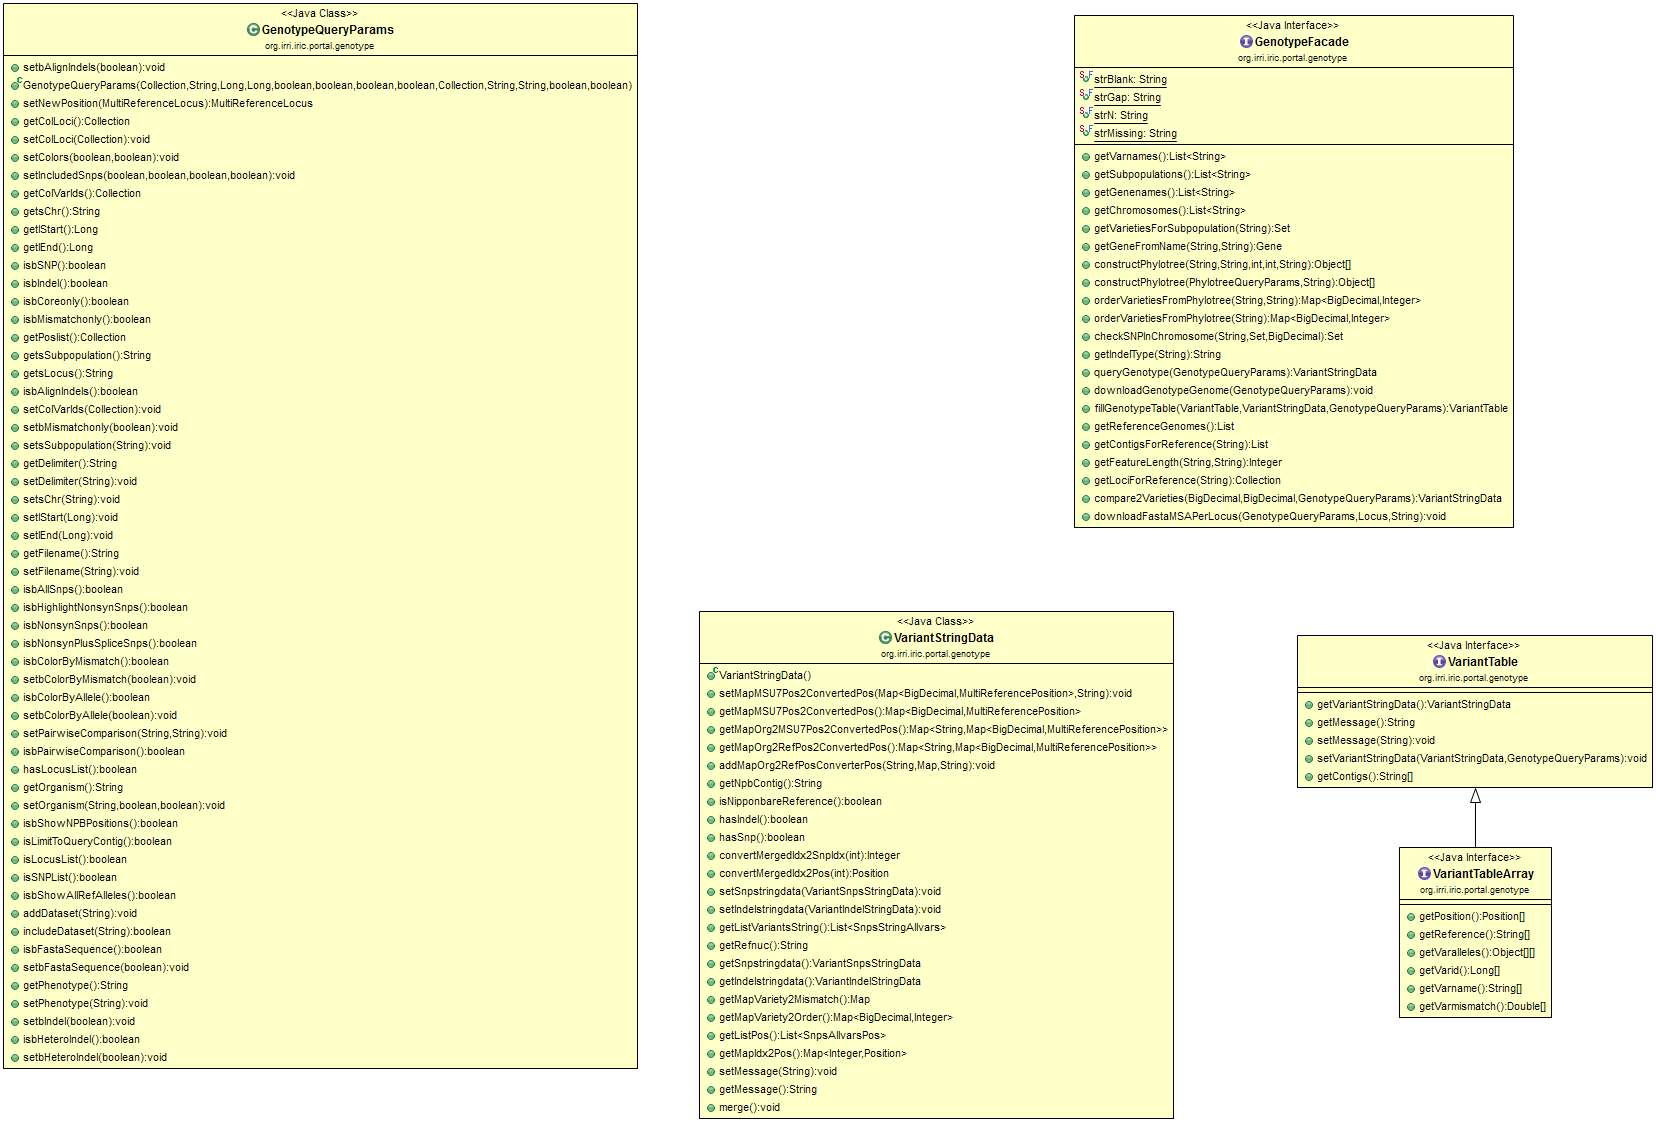 <<Java Class>>
GenotypeQueryParams
org.irri.iric.portal.genotype
setbAlignIndels(boolean):void
GenotypeQueryParams(Collection,String,Long,Long,boolean,boolean,boolean,boolean,Collection,String,String,boolean,boolean)
setNewPosition(MultiReferenceLocus):MultiReferenceLocus
getColLoci():Collection
setColLoci(Collection):void
setColors(boolean,boolean):void
setIncludedSnps(boolean,boolean,boolean,boolean):void
getColVarIds():Collection
getsChr():String
getlStart():Long
getlEnd():Long
isbSNP():boolean
isbIndel():boolean
isbCoreonly():boolean
isbMismatchonly():boolean
getPoslist():Collection
getsSubpopulation():String
getsLocus():String
isbAlignIndels():boolean
setColVarIds(Collection):void
setbMismatchonly(boolean):void
setsSubpopulation(String):void
getDelimiter():String
setDelimiter(String):void
setsChr(String):void
setlStart(Long):void
setlEnd(Long):void
getFilename():String
setFilename(String):void
isbAllSnps():boolean
isbHighlightNonsynSnps():boolean
isbNonsynSnps():boolean
isbNonsynPlusSpliceSnps():boolean
isbColorByMismatch():boolean
setbColorByMismatch(boolean):void
isbColorByAllele():boolean
setbColorByAllele(boolean):void
setPairwiseComparison(String,String):void
isbPairwiseComparison():boolean
hasLocusList():boolean
getOrganism():String
setOrganism(String,boolean,boolean):void
isbShowNPBPositions():boolean
isLimitToQueryContig():boolean
isLocusList():boolean
isSNPList():boolean
isbShowAllRefAlleles():boolean
addDataset(String):void
includeDataset(String):boolean
isbFastaSequence():boolean
setbFastaSequence(boolean):void
getPhenotype():String
setPhenotype(String):void
setbIndel(boolean):void
isbHeteroIndel():boolean
setbHeteroIndel(boolean):void
<<Java Interface>>
GenotypeFacade
org.irri.iric.portal.genotype
strBlank: String
strGap: String
strN: String
strMissing: String
getVarnames():List<String>
getSubpopulations():List<String>
getGenenames():List<String>
getChromosomes():List<String>
getVarietiesForSubpopulation(String):Set
getGeneFromName(String,String):Gene
constructPhylotree(String,String,int,int,String):Object[]
constructPhylotree(PhylotreeQueryParams,String):Object[]
orderVarietiesFromPhylotree(String,String):Map<BigDecimal,Integer>
orderVarietiesFromPhylotree(String):Map<BigDecimal,Integer>
checkSNPInChromosome(String,Set,BigDecimal):Set
getIndelType(String):String
queryGenotype(GenotypeQueryParams):VariantStringData
downloadGenotypeGenome(GenotypeQueryParams):void
fillGenotypeTable(VariantTable,VariantStringData,GenotypeQueryParams):VariantTable
getReferenceGenomes():List
getContigsForReference(String):List
getFeatureLength(String,String):Integer
getLociForReference(String):Collection
compare2Varieties(BigDecimal,BigDecimal,GenotypeQueryParams):VariantStringData
downloadFastaMSAPerLocus(GenotypeQueryParams,Locus,String):void
<<Java Class>>
VariantStringData
org.irri.iric.portal.genotype
VariantStringData()
setMapMSU7Pos2ConvertedPos(Map<BigDecimal,MultiReferencePosition>,String):void
getMapMSU7Pos2ConvertedPos():Map<BigDecimal,MultiReferencePosition>
getMapOrg2MSU7Pos2ConvertedPos():Map<String,Map<BigDecimal,MultiReferencePosition>>
getMapOrg2RefPos2ConvertedPos():Map<String,Map<BigDecimal,MultiReferencePosition>>
addMapOrg2RefPosConverterPos(String,Map,String):void
getNpbContig():String
isNipponbareReference():boolean
hasIndel():boolean
hasSnp():boolean
convertMergedIdx2SnpIdx(int):Integer
convertMergedIdx2Pos(int):Position
setSnpstringdata(VariantSnpsStringData):void
setIndelstringdata(VariantIndelStringData):void
getListVariantsString():List<SnpsStringAllvars>
getRefnuc():String
getSnpstringdata():VariantSnpsStringData
getIndelstringdata():VariantIndelStringData
getMapVariety2Mismatch():Map
getMapVariety2Order():Map<BigDecimal,Integer>
getListPos():List<SnpsAllvarsPos>
getMapIdx2Pos():Map<Integer,Position>
setMessage(String):void
getMessage():String
merge():void
<<Java Interface>>
VariantTable
org.irri.iric.portal.genotype
getVariantStringData():VariantStringData
getMessage():String
setMessage(String):void
setVariantStringData(VariantStringData,GenotypeQueryParams):void
getContigs():String[]
<<Java Interface>>
VariantTableArray
org.irri.iric.portal.genotype
getPosition():Position[]
getReference():String[]
getVaralleles():Object[][]
getVarid():Long[]
getVarname():String[]
getVarmismatch():Double[]